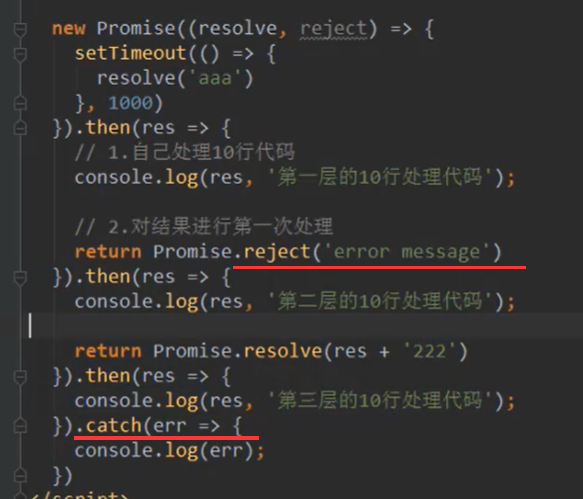 new Promise((resolve, reject) => {
setTimeout(() => {
resolve('aaa')
}, 1000)
}).then(res => {
// 1.自己处理10行代码
console.log(res, '第一层的10行处理代码');
// 2.对结果进行第一次处理
return Promise.reject('error message')
}).then(res => {
console.log(res, '第二层的10行处理代码');
return Promise.resolve(res + '222')
}).then(res => {
console.log(res, '第三层的10行处理代码');
}).catch(err => {
console.log(err);
})
</script>